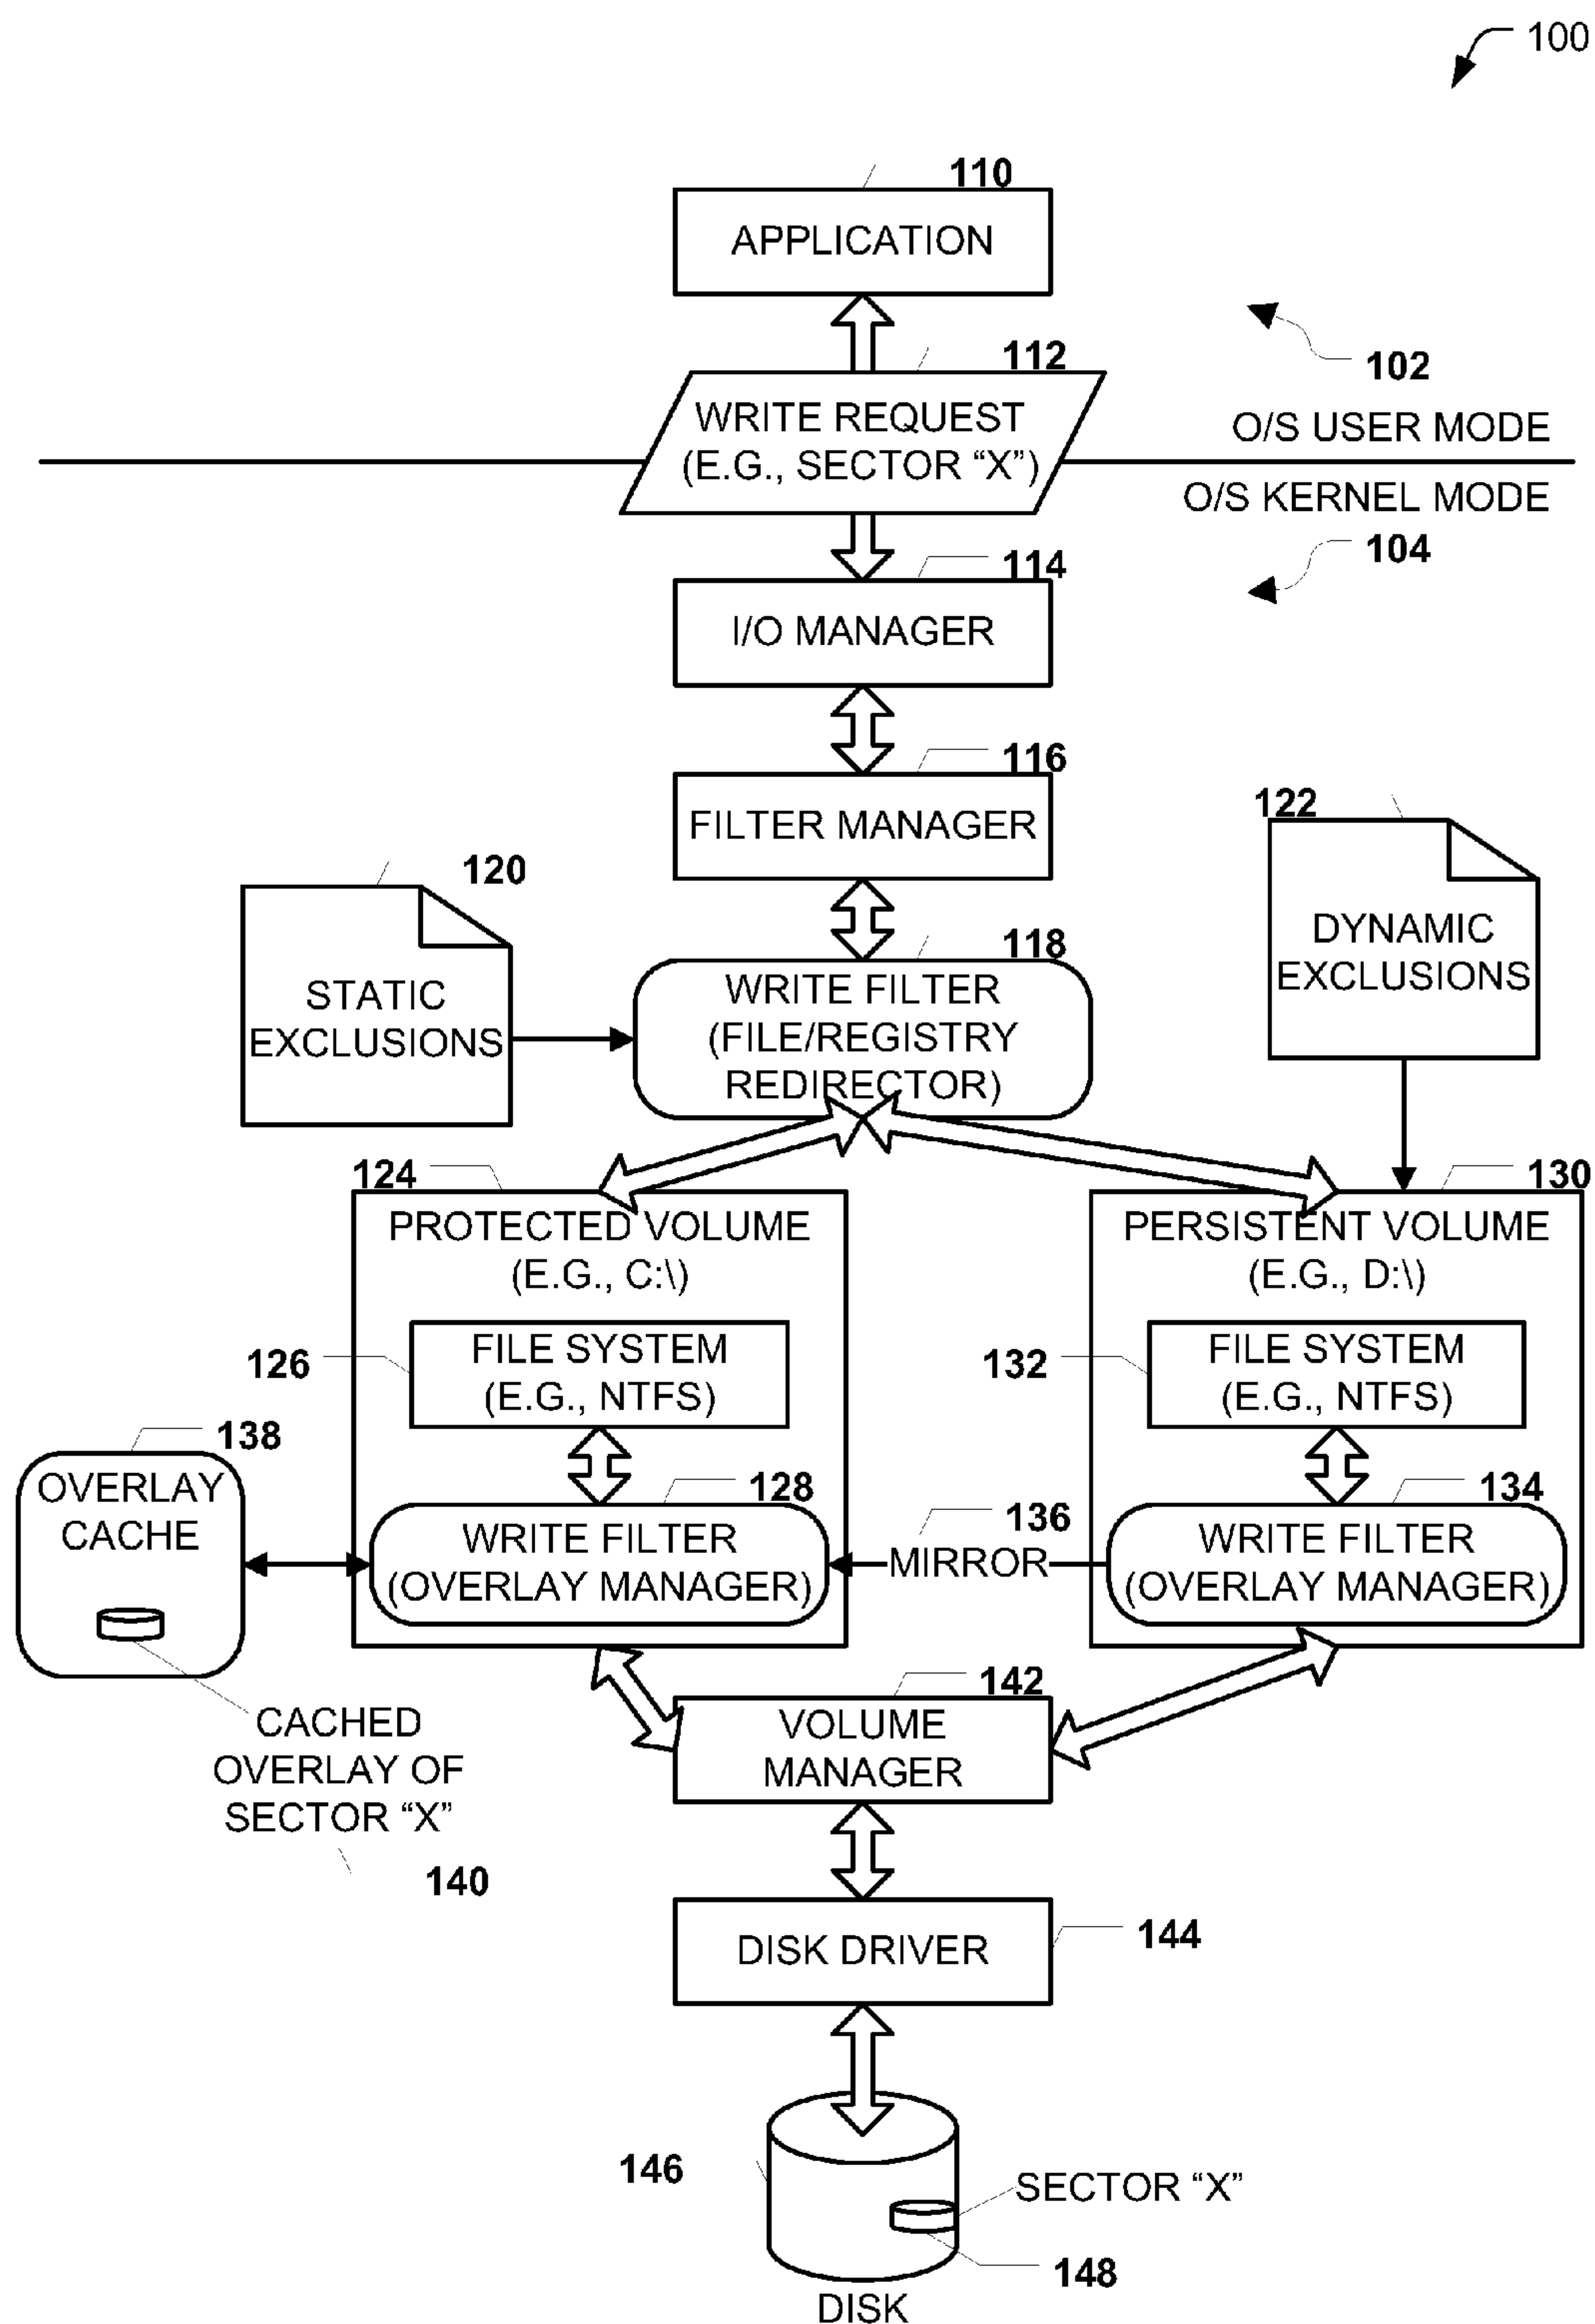 100
110
APPLICATION
112
WRITE REQUEST
(E.G., SECTOR “X”)
102
O/S USER MODE
O/S KERNEL MODE
104
114
I/O MANAGER
116
FILTER MANAGER
122
DYNAMIC
EXCLUSIONS
120
STATIC
EXCLUSIONS
118
WRITE FILTER
(FILE/REGISTRY
REDIRECTOR)
124
PROTECTED VOLUME
(E.G., C:\)
130
PERSISTENT VOLUME
(E.G., D:\)
126
FILE SYSTEM
(E.G., NTFS)
132
FILE SYSTEM
(E.G., NTFS)
138
OVERLAY
CACHE
128
WRITE FILTER
(OVERLAY MANAGER)
136
MIRROR
134
WRITE FILTER
(OVERLAY MANAGER)
CACHED
OVERLAY OF
SECTOR “X”
140
142
VOLUME
MANAGER
DISK DRIVER
144
146
SECTOR “X”
148
DISK